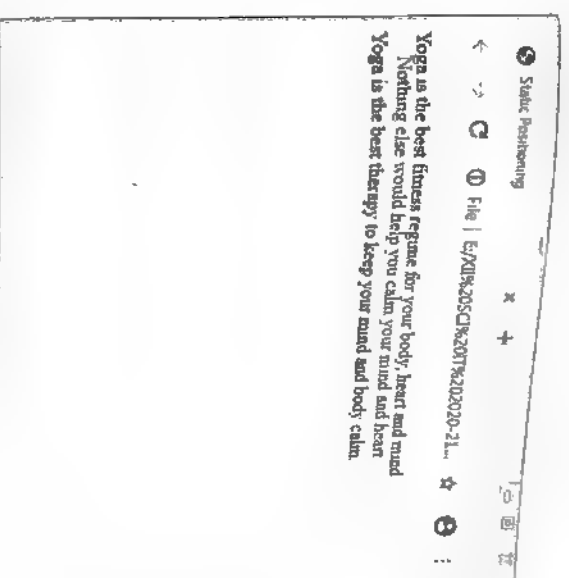 Static Positioning
File | E:/XII%20SCI%20IT%202020-21...
Yoga is the best fitness regime for your body, heart and mind
Nothing else would help you calm your mind and heart
Yoga is the best therapy to keep your mind and body calm.